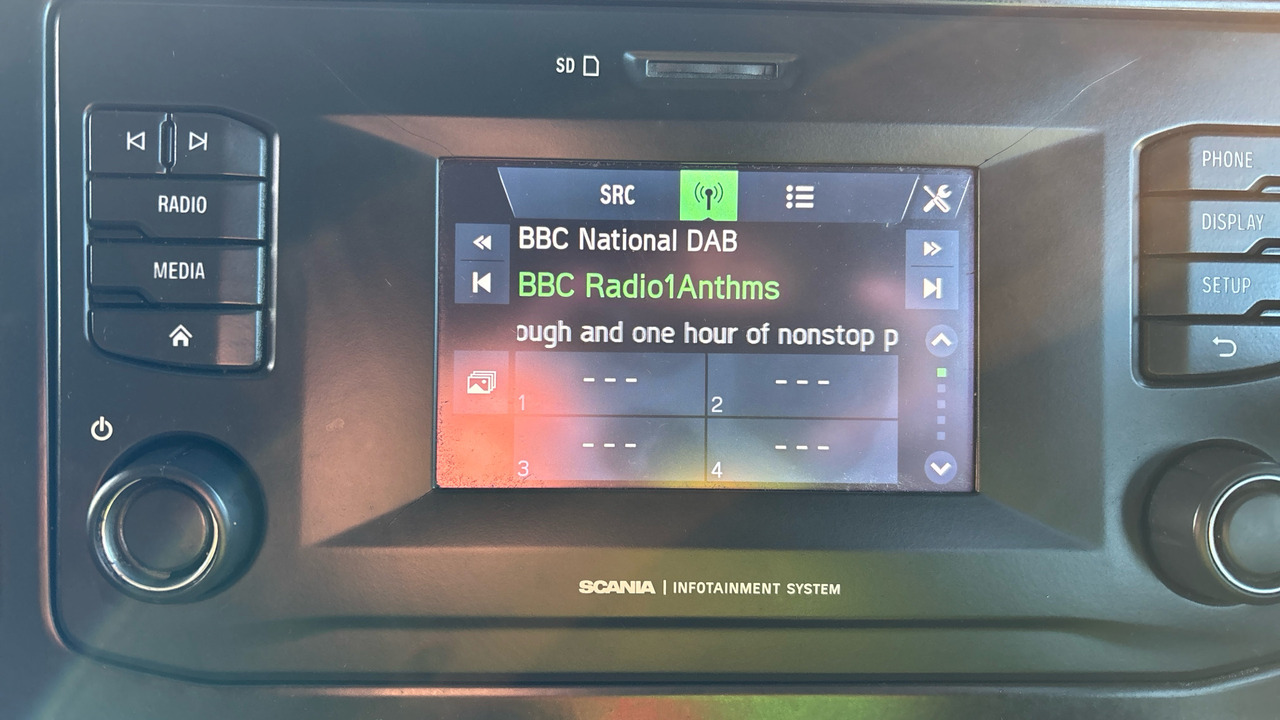 SD
RADIO
MEDIA
PHONE
DISPLAY
SETUP
SRC
BBC National DAB
BBC Radio1Anthms
ough and one hour of nonstop p
--- ---
1 2
--- ---
3 4
SCANIA | INFOTAINMENT SYSTEM